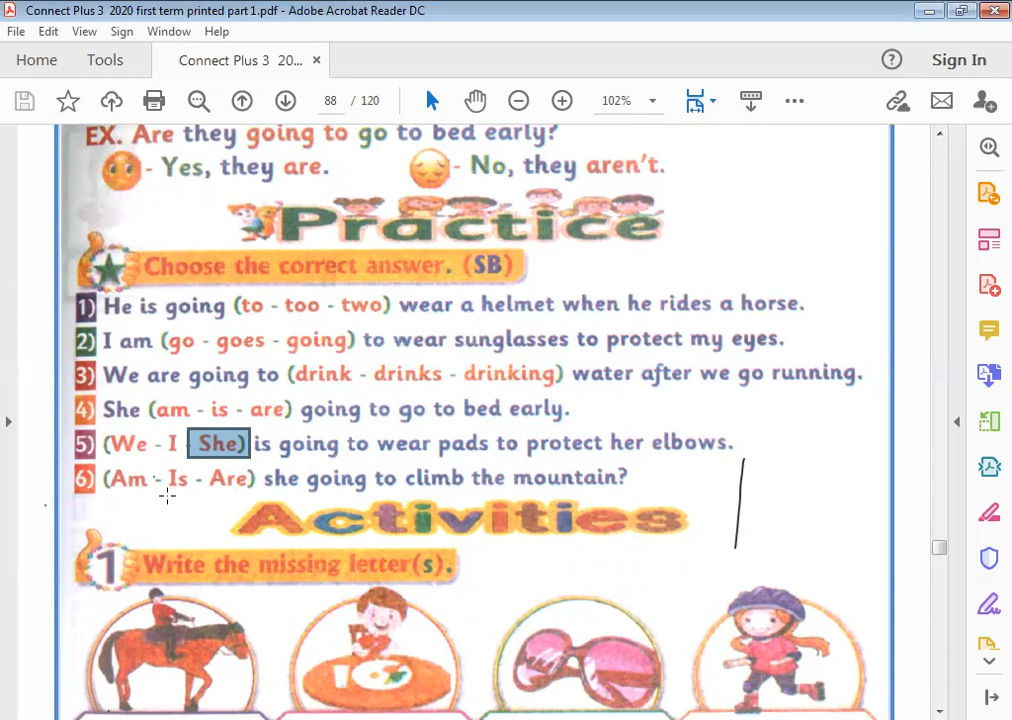 Connect Plus 3 2020 first term printed part 1.pdf - Adobe Acrobat Reader DC
File Edit View Sign Window Help
Home Tools Connect Plus 3 20... × Sign In
88 / 120 102%
EX. Are they going to go to bed early?
- Yes, they are. - No, they aren't.
Practice
Choose the correct answer. (SB)
1) He is going (to - too - two) wear a helmet when he rides a horse.
2) I am (go - goes - going) to wear sunglasses to protect my eyes.
3) We are going to (drink - drinks - drinking) water after we go running.
4) She (am - is - are) going to go to bed early.
5) (We - I - She) is going to wear pads to protect her elbows.
6) (Am - Is - Are) she going to climb the mountain?
Activities
1 Write the missing letter(s).